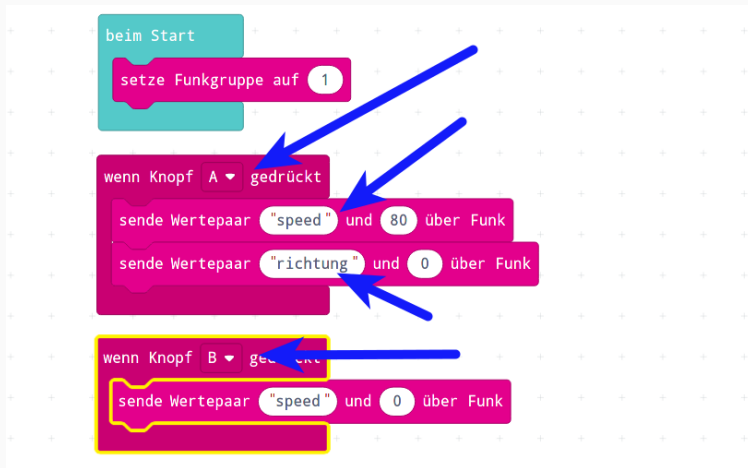 beim Start
setze Funkgruppe auf 1
wenn Knopf A gedrückt
sende Wertepaar "speed" und 80 über Funk
sende Wertepaar "richtung" und 0 über Funk
wenn Knopf B gedrückt
sende Wertepaar "speed" und 0 über Funk